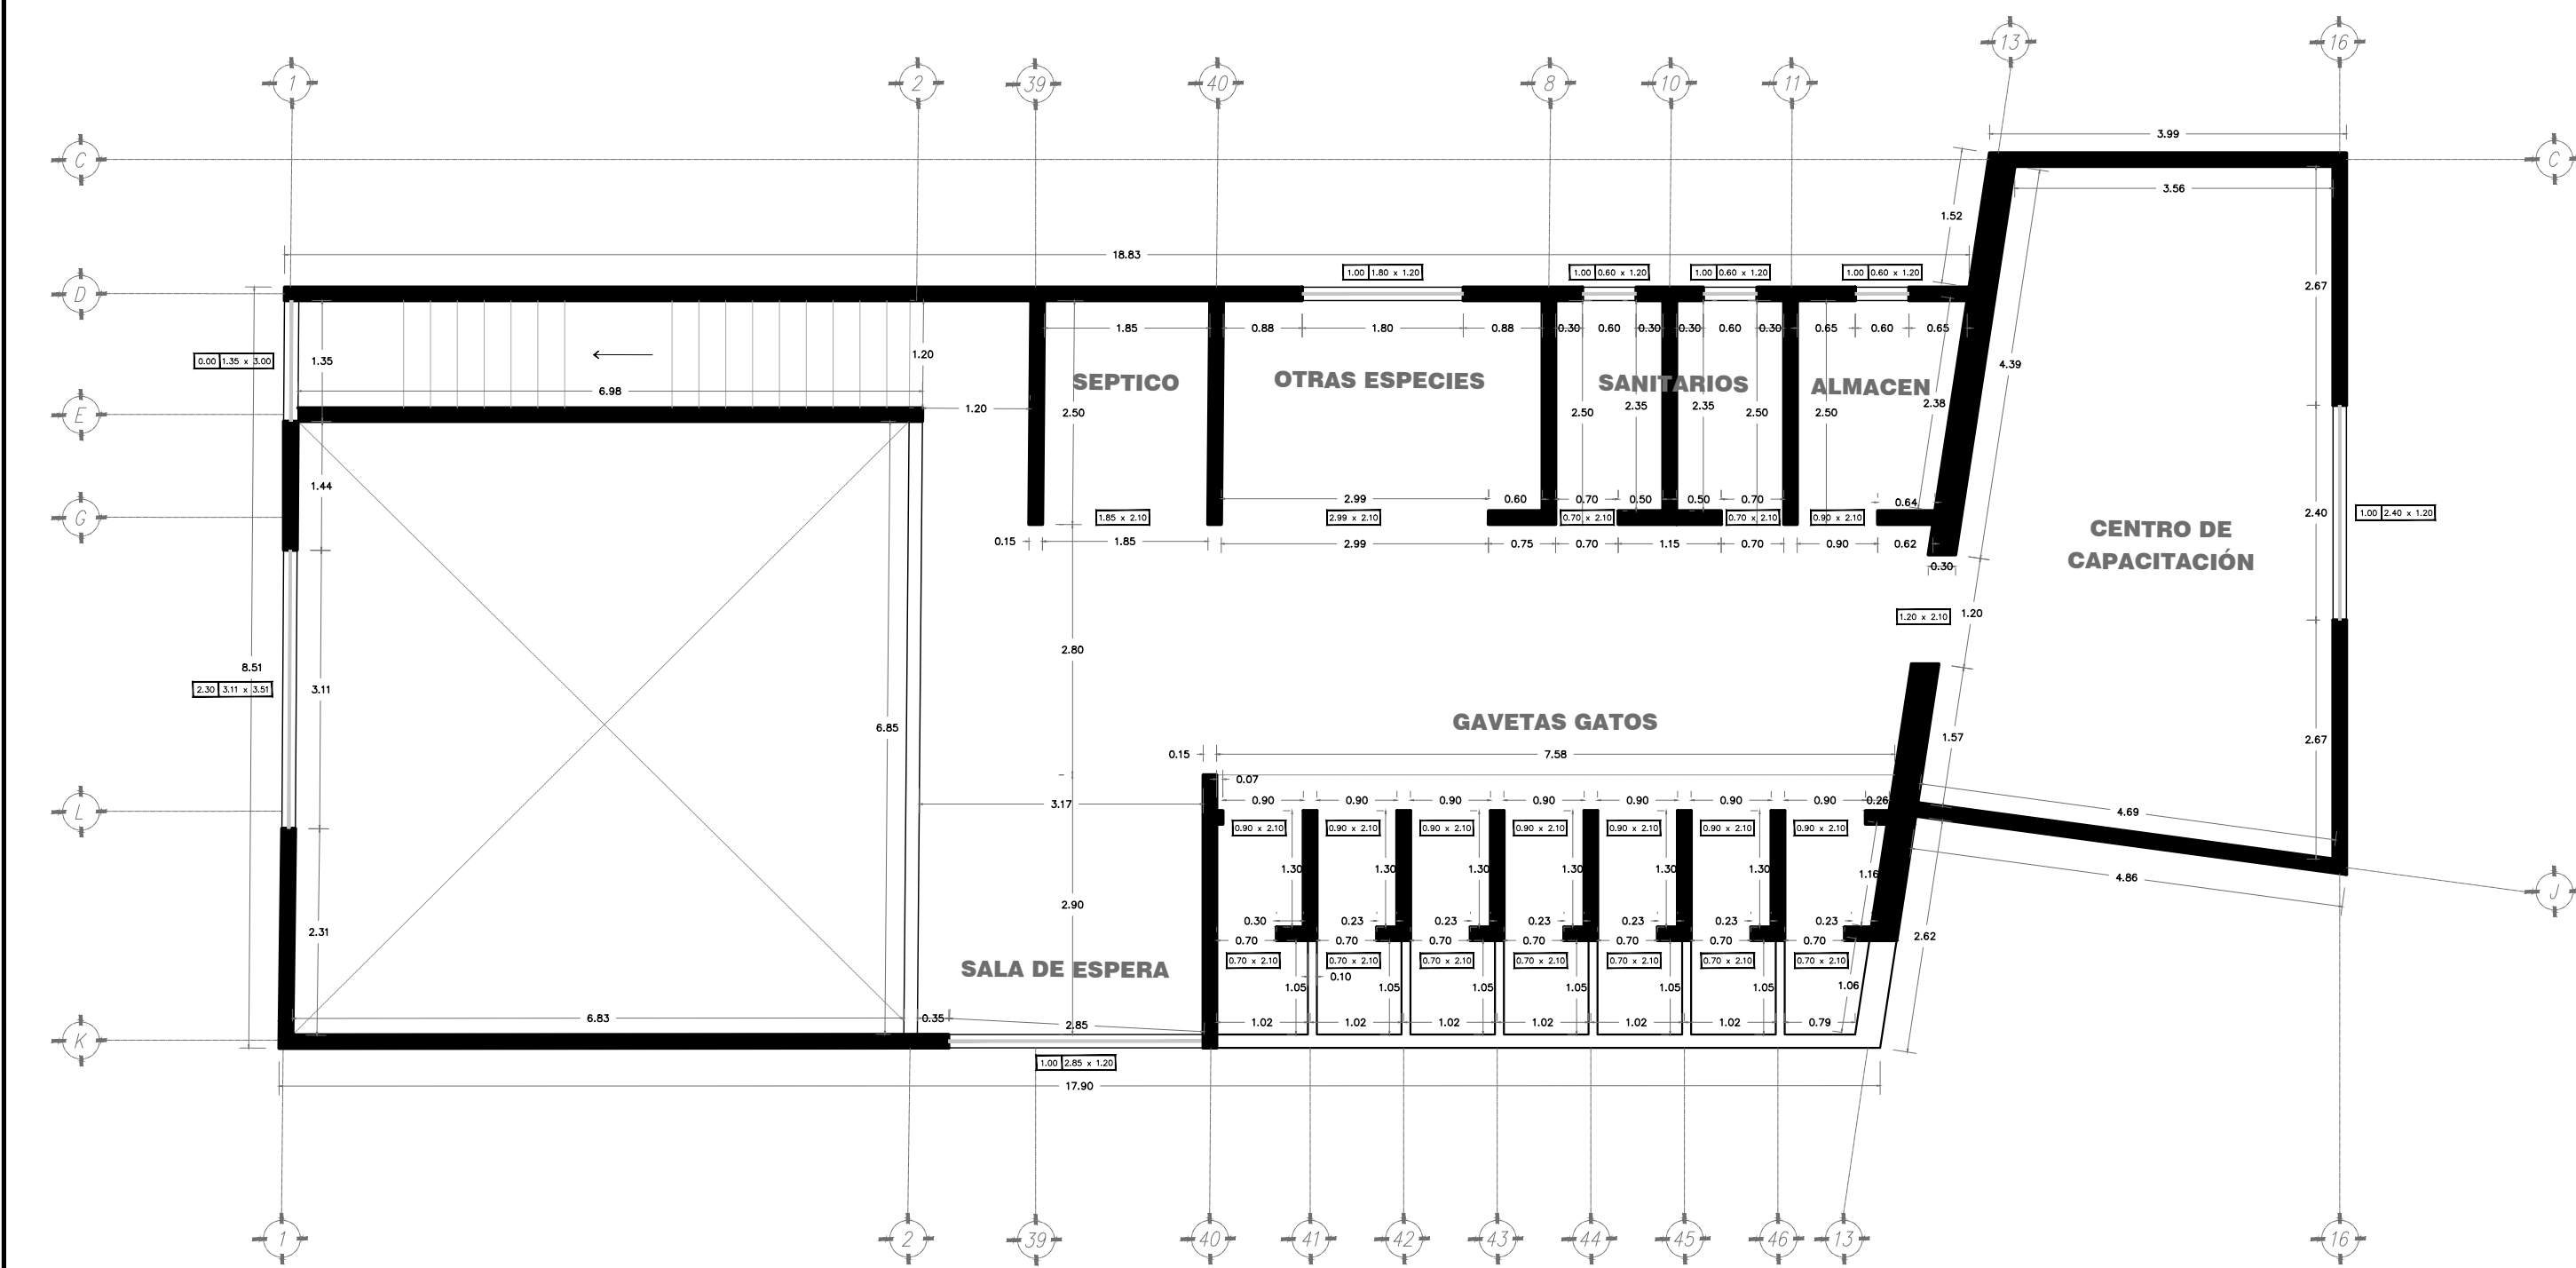 13 16
1 2 39 40 8 10 11
3.99
C C
3.56
1.52
18.83
1.00 1.80 x 1.20 1.00 0.60 x 1.20 1.00 0.60 x 1.20 1.00 0.60 x 1.20
2.67
D
1.85 0.88 1.80 0.88 0.30 0.60 0.30 0.30 0.60 0.30 0.65 0.60 0.65
0.00 1.35 x 3.00 1.35 1.20
4.39
SEPTICO OTRAS ESPECIES SANITARIOS ALMACEN
6.98
1.20
2.50 2.50 2.35 2.35 2.50 2.50 2.38
E
1.44
2.99 0.60 0.70 0.50 0.50 0.70 0.64
G
1.85 x 2.10 2.99 x 2.10 0.70 x 2.10 0.70 x 2.10 0.90 x 2.10
2.40 1.00 2.40 x 1.20
CENTRO DE
CAPACITACIÓN
0.15 1.85 2.99 0.75 0.70 1.15 0.70 0.90 0.62
0.30
1.20 x 2.10 1.20
2.80
8.51
2.30 3.11 x 3.51 3.11
GAVETAS GATOS
6.85
1.57 2.67
0.15 7.58
0.07
3.17
0.90 0.90 0.90 0.90 0.90 0.90 0.90 0.26
L
4.69
0.90 x 2.10 0.90 x 2.10 0.90 x 2.10 0.90 x 2.10 0.90 x 2.10 0.90 x 2.10 0.90 x 2.10
1.30 1.30 1.30 1.30 1.30 1.30 1.16
4.86
J
2.90
0.30 0.23 0.23 0.23 0.23 0.23 0.23
2.31
0.70 0.70 0.70 0.70 0.70 0.70 0.70
2.62
0.70 x 2.10 0.70 x 2.10 0.70 x 2.10 0.70 x 2.10 0.70 x 2.10 0.70 x 2.10 0.70 x 2.10
SALA DE ESPERA
0.10
1.05 1.05 1.05 1.05 1.05 1.05 1.06
6.83 0.35 2.85
1.02 1.02 1.02 1.02 1.02 1.02 0.79
K
1.00 2.85 x 1.20
17.90
1 2 39 40 41 42 43 44 45 46 13 16